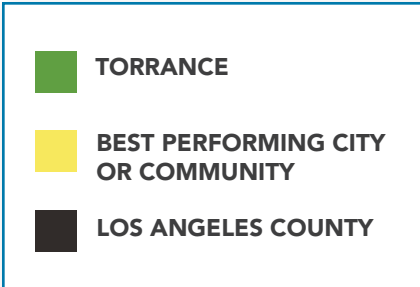 TORRANCE
BEST PERFORMING CITY
OR COMMUNITY
LOS ANGELES COUNTY